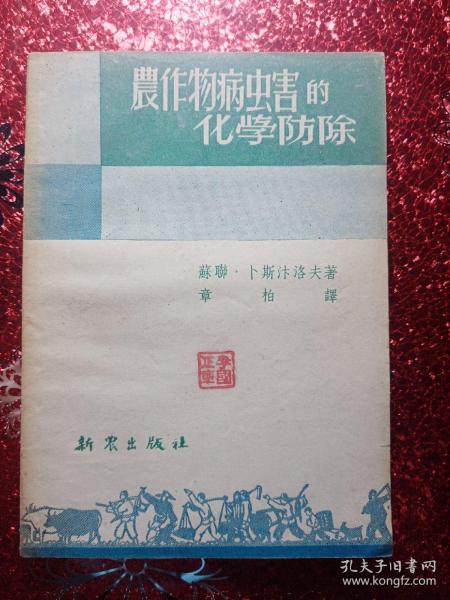 農作物病虫害的
化學防除
蘇聯·卜斯汴洛夫著
章柏譯
新农出版社
孔夫子旧书网
www.kongfz.com